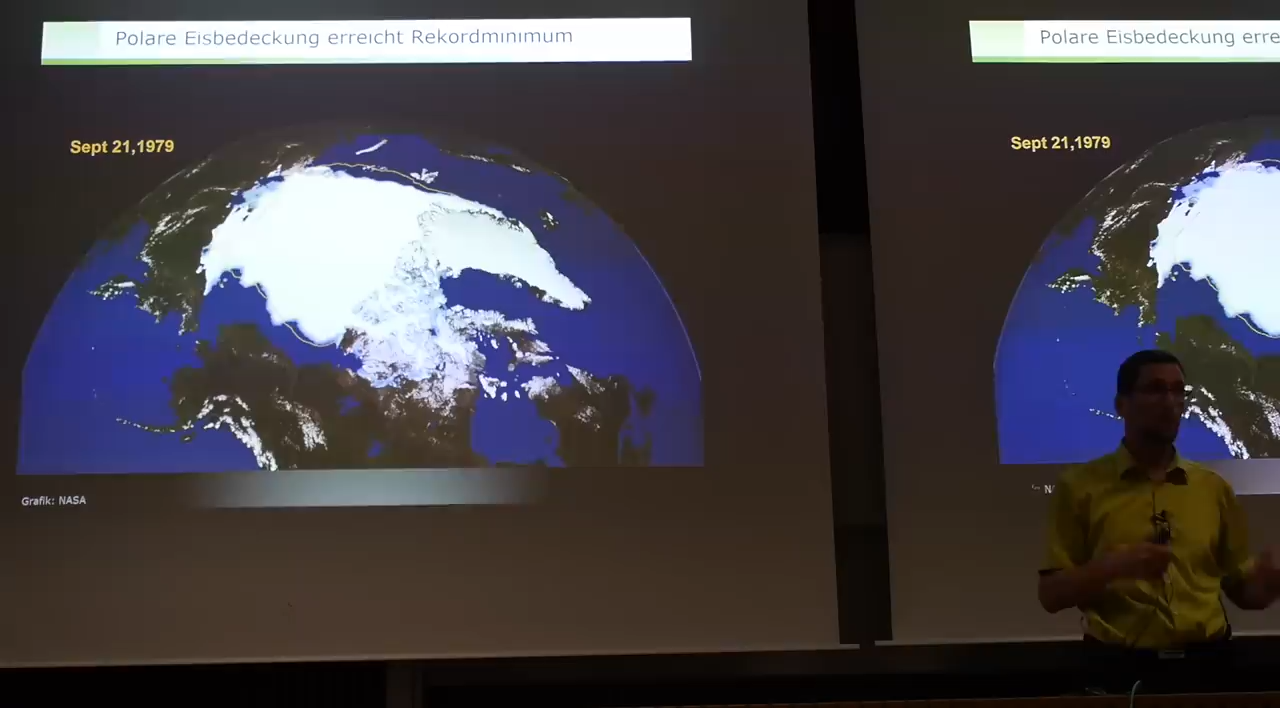 Polare Eisbedeckung erreicht Rekordminimum
Sept 21,1979
Grafik: NASA
Polare Eisbedeckung erre
Sept 21,1979